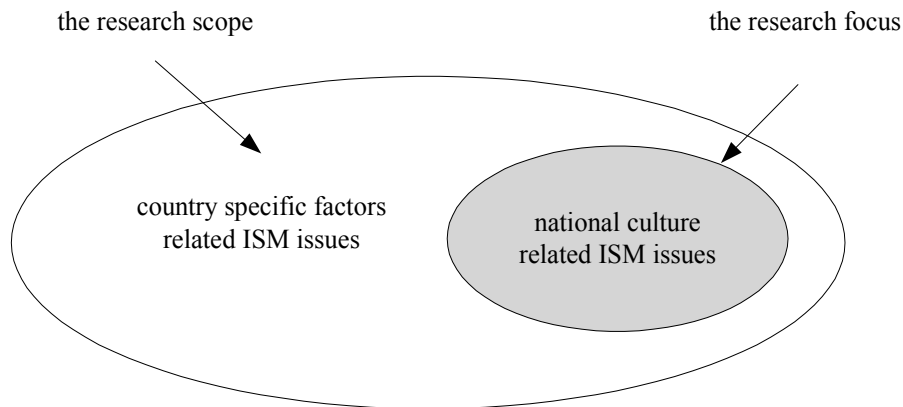 the research scope
the research focus
country specific factors
related ISM issues
national culture
related ISM issues